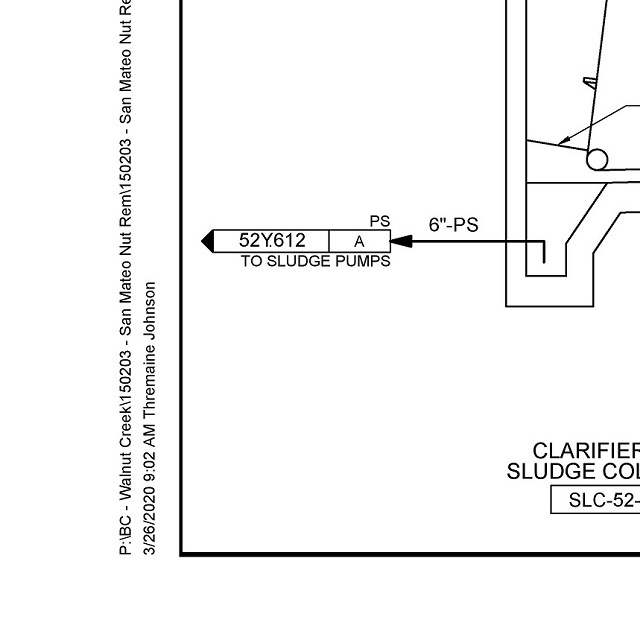 P:\BC - Walnut Creek\150203 - San Mateo Nut Rem\150203 - San Mateo Nut Re
3/26/2020 9:02 AM Thremaine Johnson
PS
6"-PS
52Y.612 A
TO SLUDGE PUMPS
CLARIFIER
SLUDGE COL
SLC-52-